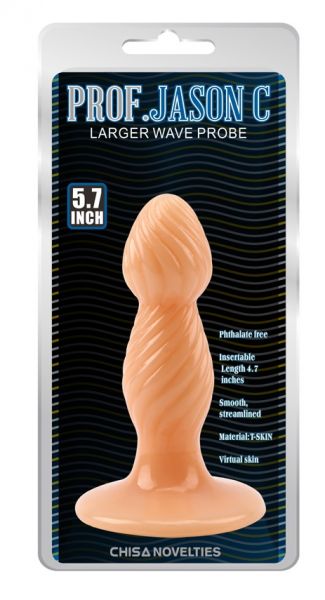 PROF.JASON C
LARGER WAVE PROBE
5.7
INCH
Phthalate free
Insertable
Length 4.7
inches
Smooth,
streamlined
Material:T-SKIN
Virtual skin
CHISA NOVELTIES